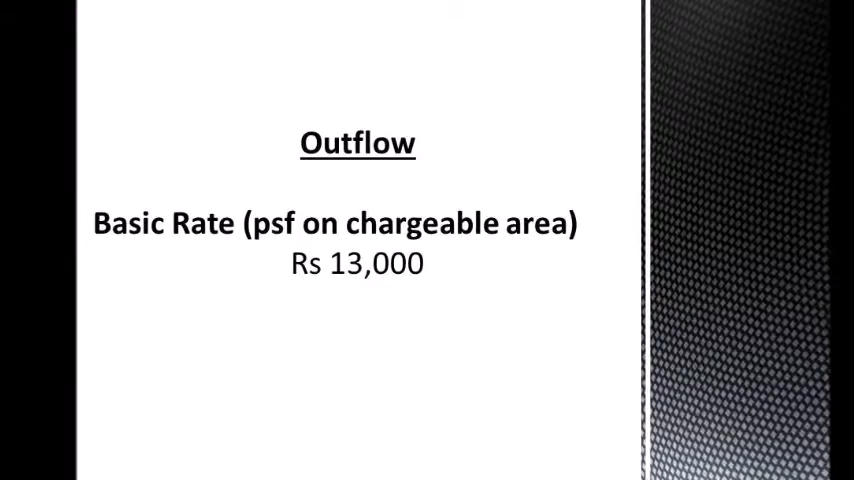 Outflow
Basic Rate (psf on chargeable area)
Rs 13,000